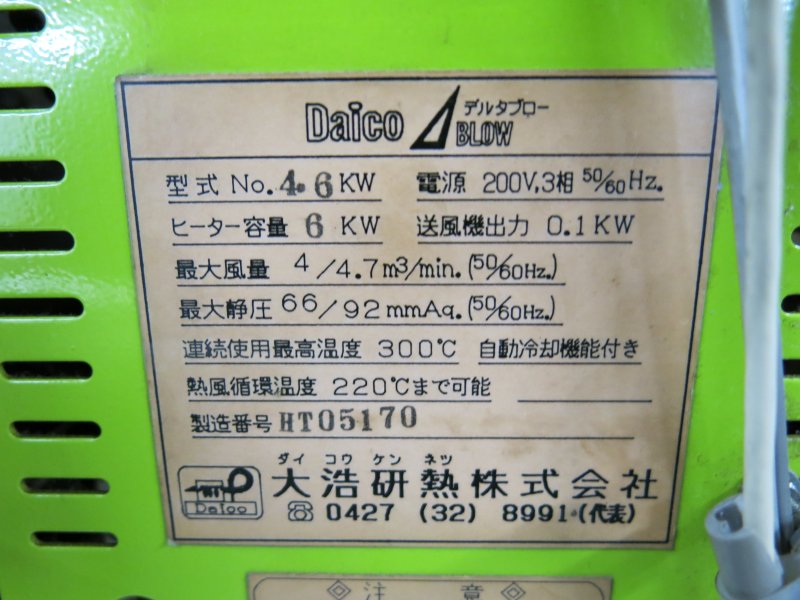 Daico デルタブロー BLOW
型式 No. 4.6 KW 電源 200V,3相 50/60Hz.
ヒーター容量 6 KW 送風機出力 0.1KW
最大風量 4/4.7m3/min.(50/60Hz.)
最大静圧 66/92mmAq.(50/60Hz.)
連続使用最高温度 300℃ 自動冷却機能付き
熱風循環温度 220℃まで可能
製造番号 HT05170
ダイ コウ ケン ネツ
大浩研熱株式会社
Daico ☏ 0427 (32) 8991 (代表)
注 意